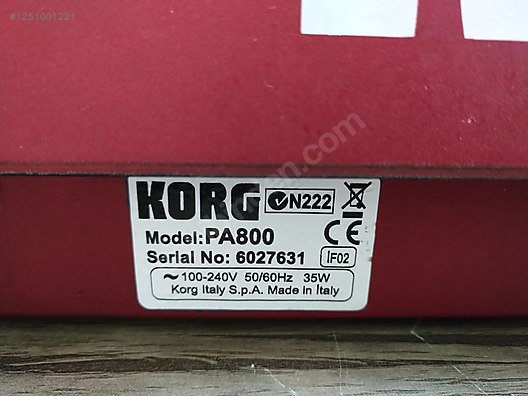 #1251001221
KORG N222
Model:PA800
Serial No: 6027631 IF02
~100-240V 50/60Hz 35W
Korg Italy S.p.A. Made in Italy